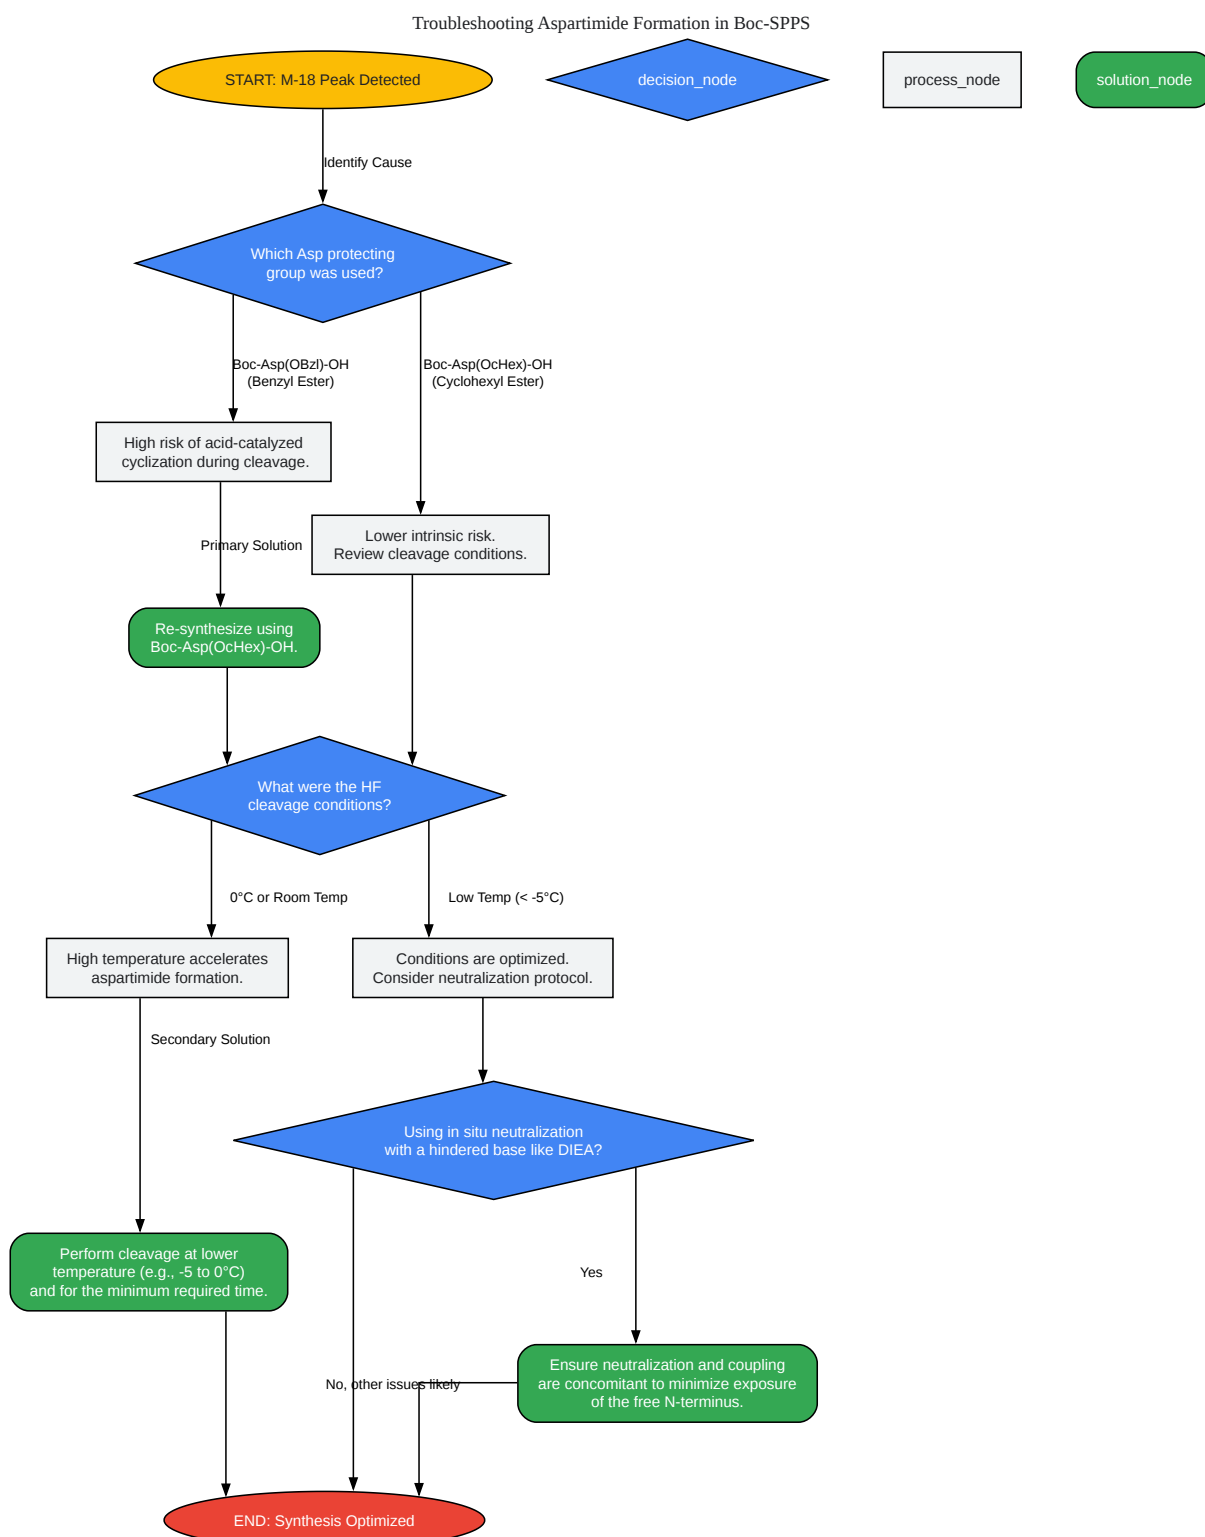 Troubleshooting Aspartimide Formation in Boc-SPPS
START: M-18 Peak Detected
decision_node
process_node
solution_node
Identify Cause
Which Asp protecting
group was used?
Boc-Asp(OBzl)-OH
(Benzyl Ester)
Boc-Asp(OcHex)-OH
(Cyclohexyl Ester)
High risk of acid-catalyzed
cyclization during cleavage.
Lower intrinsic risk.
Review cleavage conditions.
Primary Solution
Re-synthesize using
Boc-Asp(OcHex)-OH.
What were the HF
cleavage conditions?
0°C or Room Temp
Low Temp (< -5°C)
High temperature accelerates
aspartimide formation.
Conditions are optimized.
Consider neutralization protocol.
Secondary Solution
Using in situ neutralization
with a hindered base like DIEA?
Perform cleavage at lower
temperature (e.g., -5 to 0°C)
and for the minimum required time.
Yes
Ensure neutralization and coupling
are concomitant to minimize exposure
of the free N-terminus.
No, other issues likely
END: Synthesis Optimized